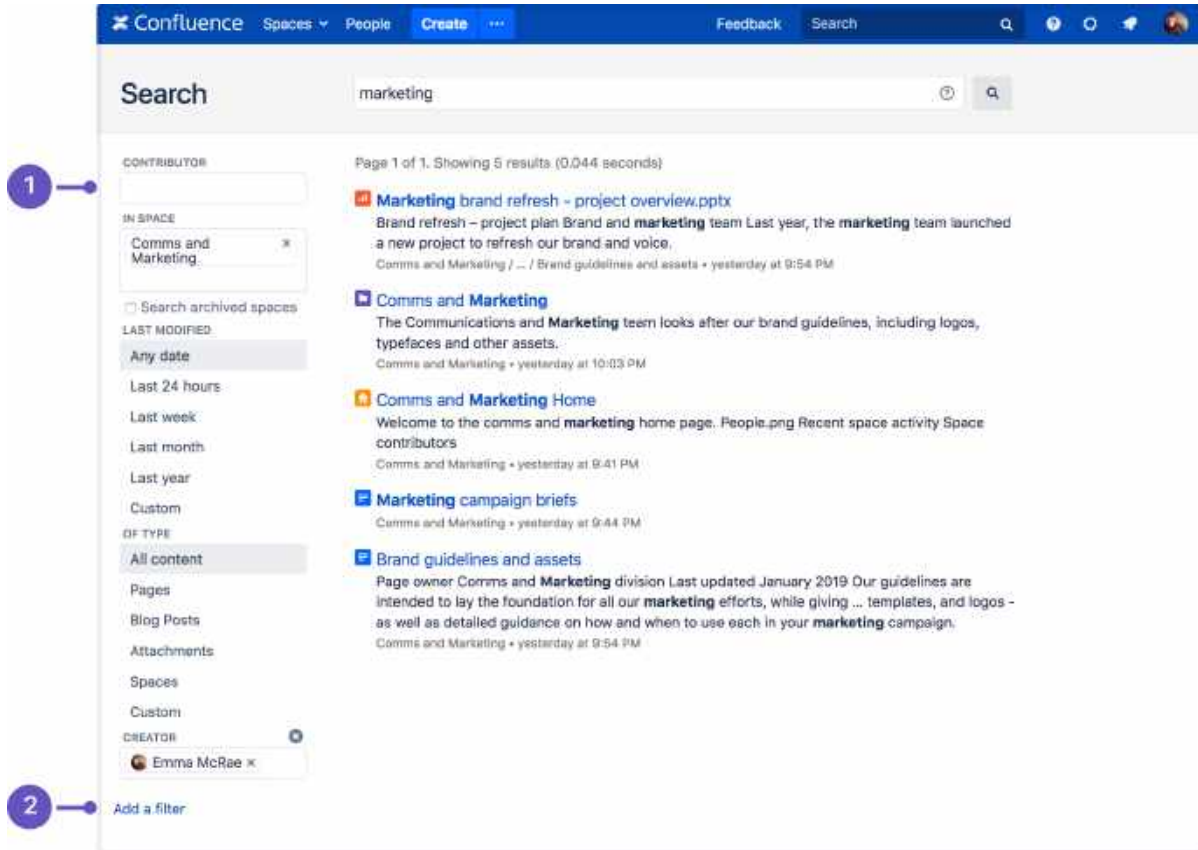 Confluence Spaces People Create ··· Feedback Search
Search
marketing
1
CONTRIBUTOR
IN SPACE
Comms and
Marketing
Search archived spaces
LAST MODIFIED
Any date
Last 24 hours
Last week
Last month
Last year
Custom
OF TYPE
All content
Pages
Blog Posts
Attachments
Spaces
Custom
CREATOR
Emma McRae ×
2
Add a filter
Page 1 of 1. Showing 5 results (0.044 seconds)
Marketing brand refresh - project overview.pptx
Brand refresh – project plan Brand and marketing team Last year, the marketing team launched
a new project to refresh our brand and voice.
Comms and Marketing / ... / Brand guidelines and assets • yesterday at 9:54 PM
Comms and Marketing
The Communications and Marketing team looks after our brand guidelines, including logos,
typefaces and other assets.
Comms and Marketing • yesterday at 10:03 PM
Comms and Marketing Home
Welcome to the comms and marketing home page. People.png Recent space activity Space
contributors
Comms and Marketing • yesterday at 9:41 PM
Marketing campaign briefs
Comms and Marketing • yesterday at 9:44 PM
Brand guidelines and assets
Page owner Comms and Marketing division Last updated January 2019 Our guidelines are
intended to lay the foundation for all our marketing efforts, while giving ... templates, and logos -
as well as detailed guidance on how and when to use each in your marketing campaign.
Comms and Marketing • yesterday at 9:54 PM